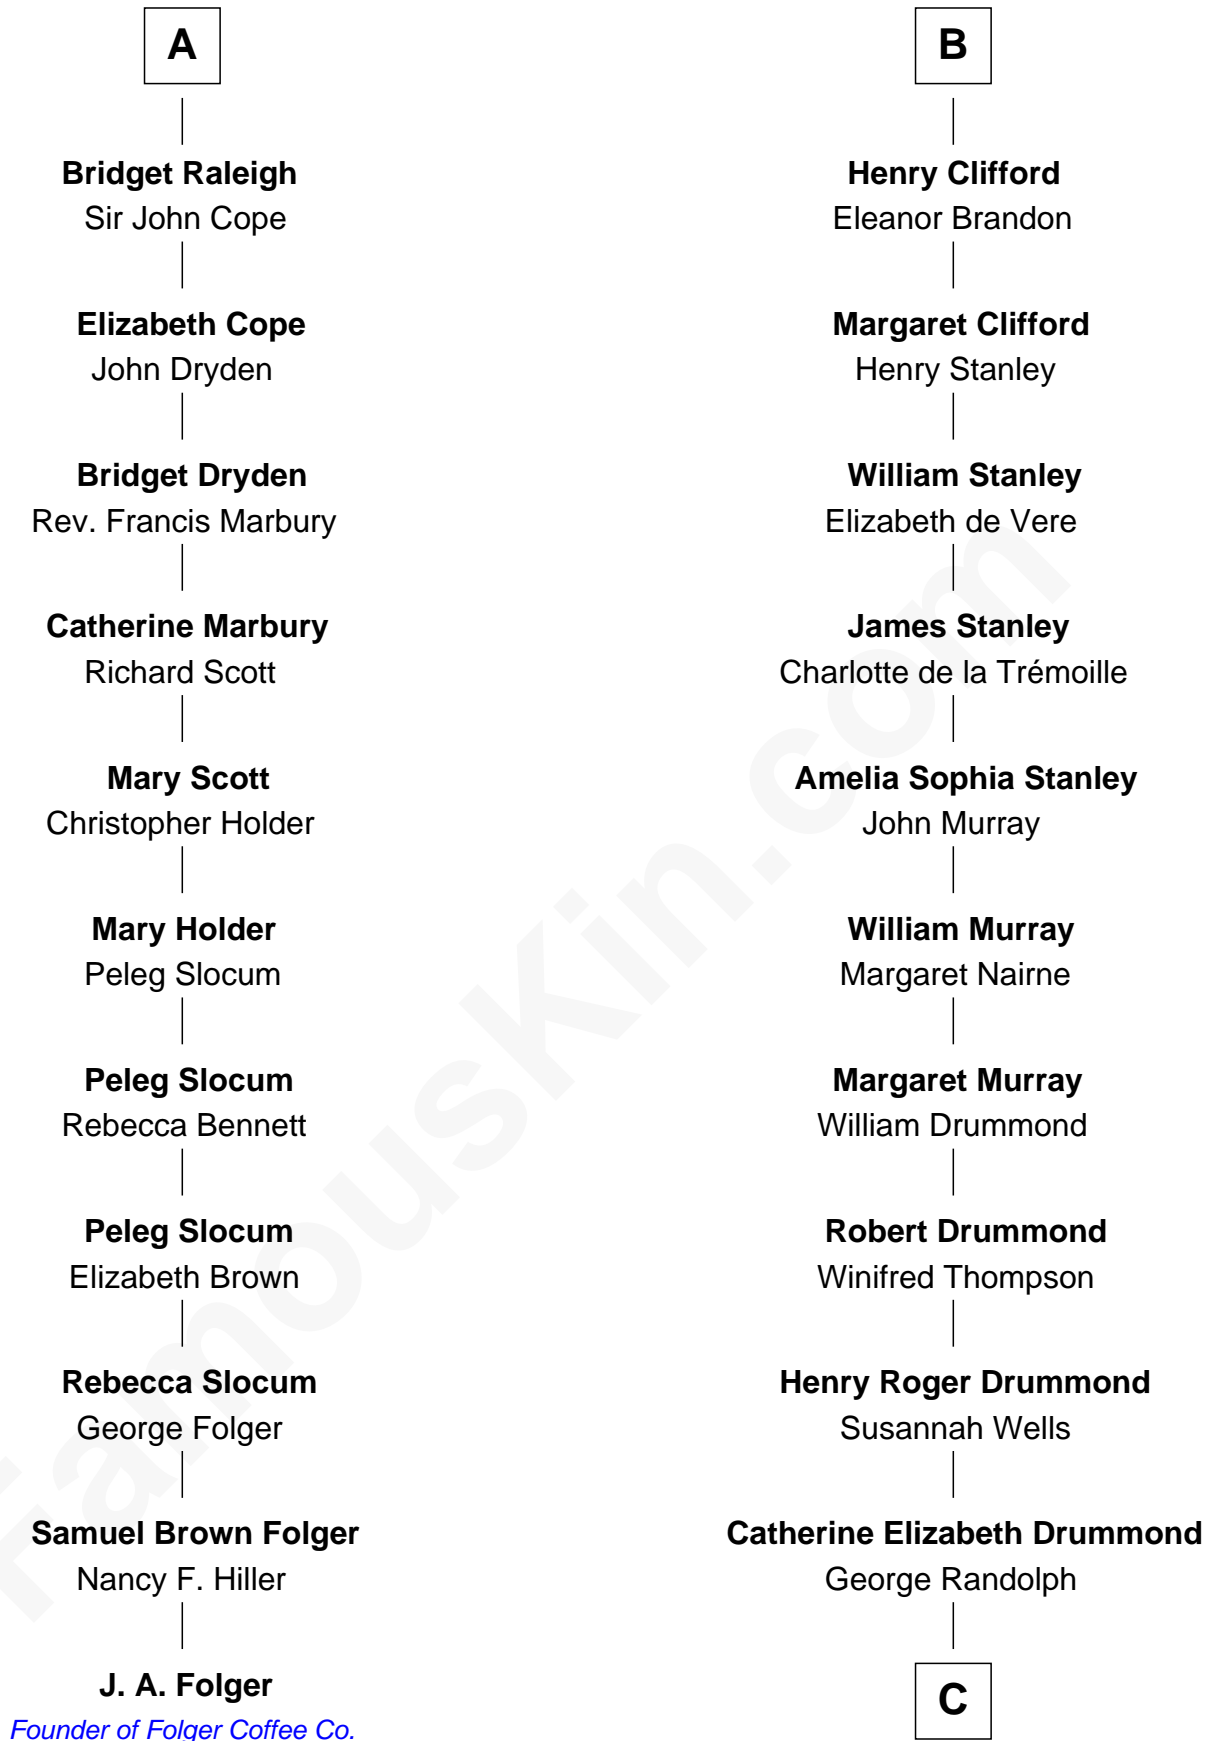 A
Bridget Raleigh
Sir John Cope
Elizabeth Cope
John Dryden
Bridget Dryden
Rev. Francis Marbury
Catherine Marbury
Richard Scott
Mary Scott
Christopher Holder
Mary Holder
Peleg Slocum
Peleg Slocum
Rebecca Bennett
Peleg Slocum
Elizabeth Brown
Rebecca Slocum
George Folger
Samuel Brown Folger
Nancy F. Hiller
J. A. Folger
Founder of Folger Coffee Co.
B
Henry Clifford
Eleanor Brandon
Margaret Clifford
Henry Stanley
William Stanley
Elizabeth de Vere
James Stanley
Charlotte de la Trémoille
Amelia Sophia Stanley
John Murray
William Murray
Margaret Nairne
Margaret Murray
William Drummond
Robert Drummond
Winifred Thompson
Henry Roger Drummond
Susannah Wells
Catherine Elizabeth Drummond
George Randolph
C
FamousKin.com